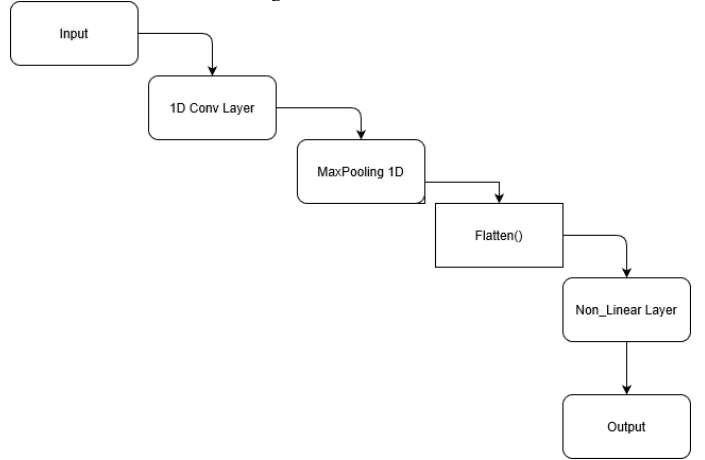 Input
1D Conv Layer
MaxPooling 1D
Flatten()
Non_Linear Layer
Output